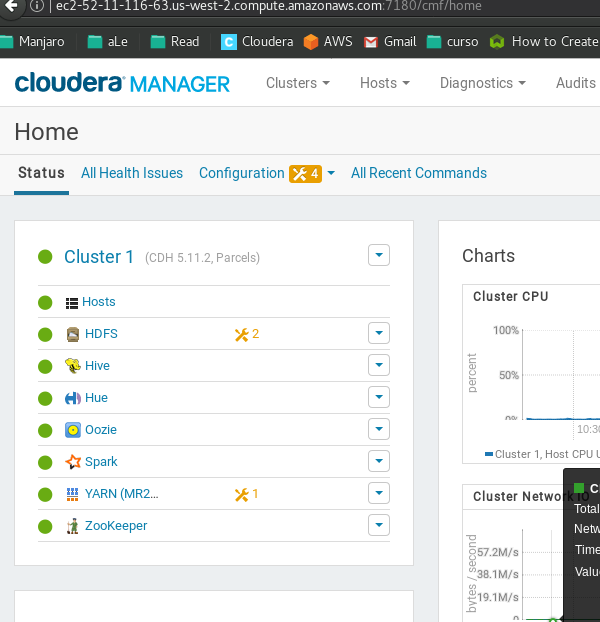 ec2-52-11-116-63.us-west-2.compute.amazonaws.com:7180/cmf/home
Manjaro aLe Read Cloudera AWS Gmail curso How to Create
cloudera MANAGER Clusters Hosts Diagnostics Audits
Home
Status All Health Issues Configuration 4 All Recent Commands
Cluster 1 (CDH 5.11.2, Parcels)
Hosts
HDFS 2
Hive
Hue
Oozie
Spark
YARN (MR2... 1
ZooKeeper
Charts
Cluster CPU
percent
100%
50%
0%
10:30
Cluster 1, Host CPU U
Cluster Network IO
bytes / second
57.2M/s
38.1M/s
19.1M/s
0
Total
Netw
Time
Valu